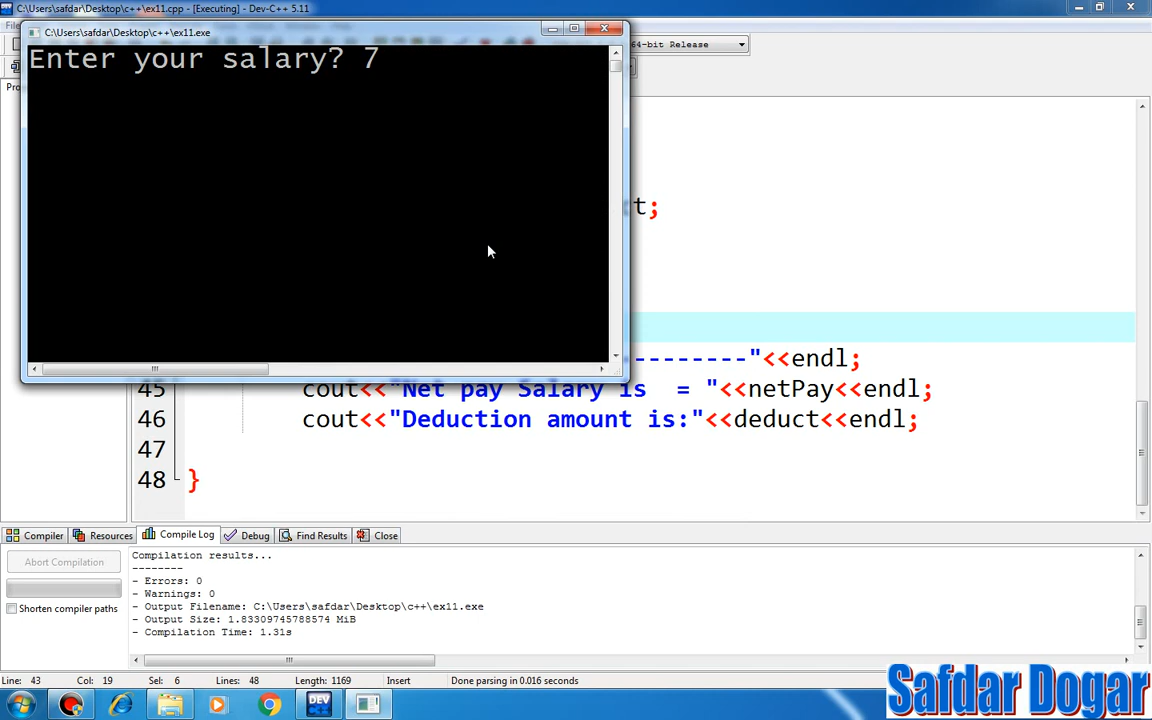 C:\Users\safdar\Desktop\c++\ex11.cpp - [Executing] - Dev-C++ 5.11
C:\Users\safdar\Desktop\c++\ex11.exe
Enter your salary? 7
64-bit Release
t;
--------"<<endl;
45 cout<<"Net pay Salary is = "<<netPay<<endl;
46 cout<<"Deduction amount is:"<<deduct<<endl;
47
48 }
Compiler Resources Compile Log Debug Find Results Close
Abort Compilation
Shorten compiler paths
Compilation results...
--------
- Errors: 0
- Warnings: 0
- Output Filename: C:\Users\safdar\Desktop\c++\ex11.exe
- Output Size: 1.83309745788574 MiB
- Compilation Time: 1.31s
Line: 43 Col: 19 Sel: 6 Lines: 48 Length: 1169 Insert Done parsing in 0.016 seconds
DEV
Safdar Dogar